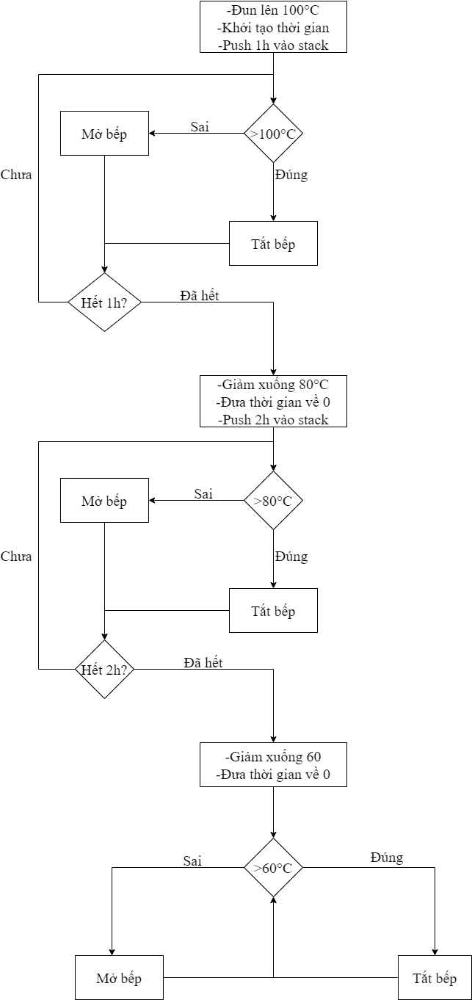 -Đun lên 100°C
-Khởi tạo thời gian
-Push 1h vào stack
Mở bếp
Sai
>100°C
Chưa
Đúng
Tắt bếp
Hết 1h?
Đã hết
-Giảm xuống 80°C
-Đưa thời gian về 0
-Push 2h vào stack
Mở bếp
Sai
>80°C
Chưa
Đúng
Tắt bếp
Hết 2h?
Đã hết
-Giảm xuống 60
-Đưa thời gian về 0
Sai
>60°C
Đúng
Mở bếp
Tắt bếp